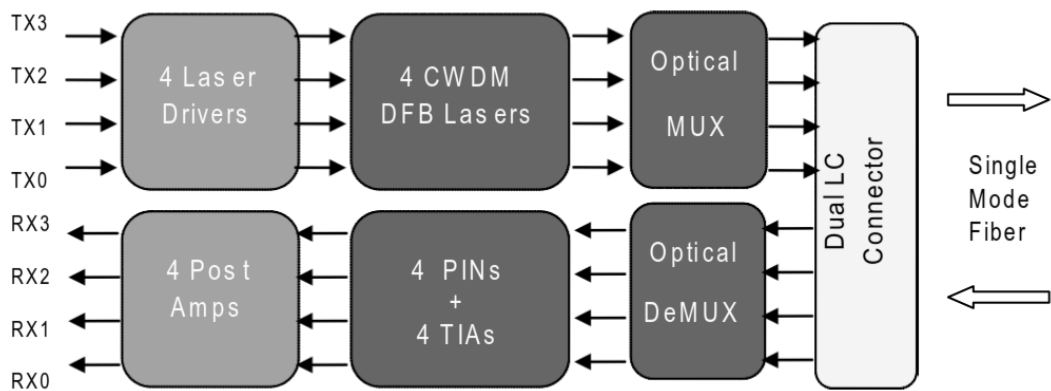 TX3
TX2
TX1
TX0
4 Laser
Drivers
4 CWDM
DFB Lasers
Optical
MUX
RX3
RX2
RX1
RX0
4 Post
Amps
4 PINs
+
4 TIAs
Optical
DeMUX
Dual LC
Connector
Single
Mode
Fiber